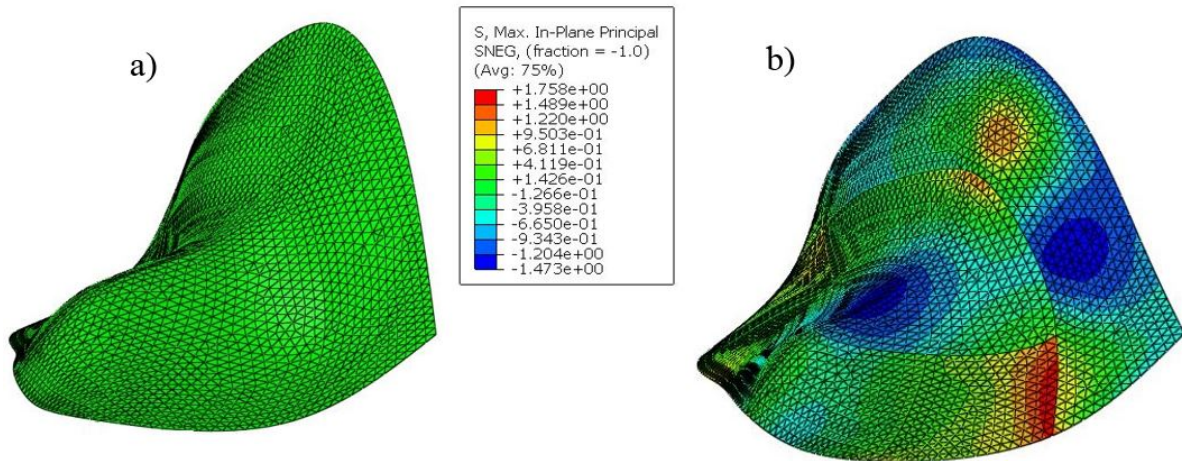 a)
S, Max. In-Plane Principal
SNEG, (fraction = -1.0)
(Avg: 75%)
+1.758e+00
+1.489e+00
+1.220e+00
+9.503e-01
+6.811e-01
+4.119e-01
+1.426e-01
-1.266e-01
-3.958e-01
-6.650e-01
-9.343e-01
-1.204e+00
-1.473e+00
b)